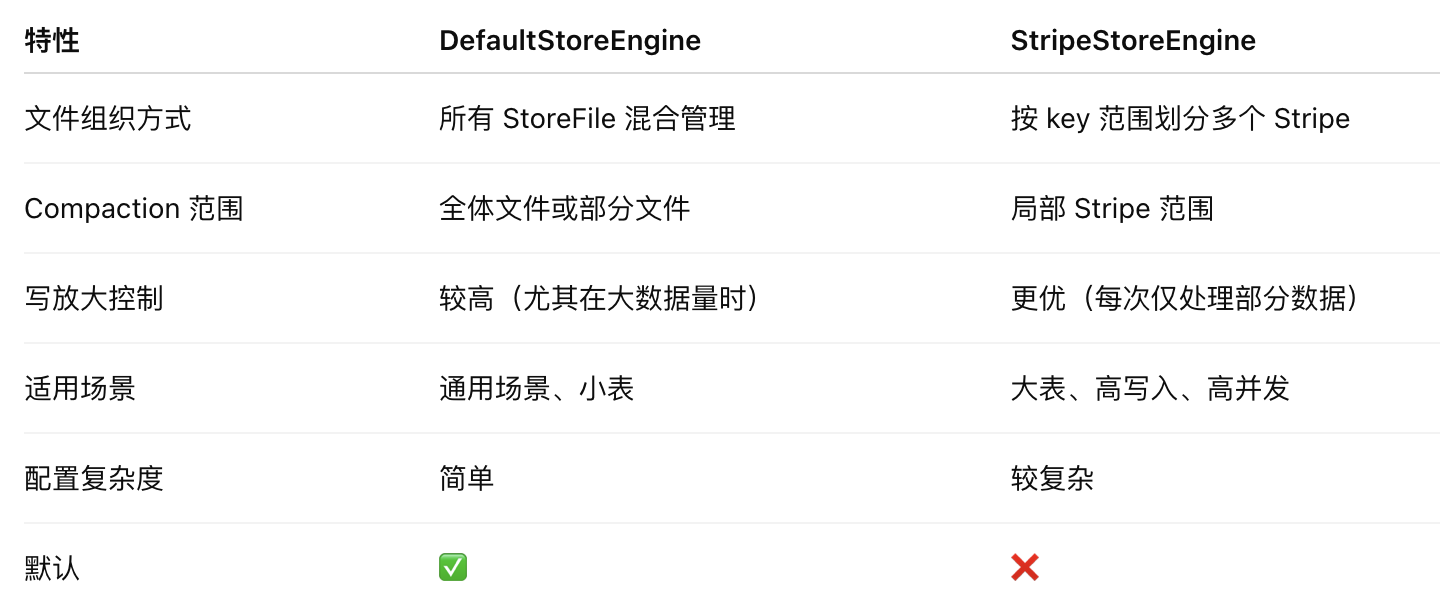 特性 DefaultStoreEngine StripeStoreEngine
文件组织方式 所有 StoreFile 混合管理 按 key 范围划分多个 Stripe
Compaction 范围 全体文件或部分文件 局部 Stripe 范围
写放大控制 较高（尤其在大数据量时） 更优（每次仅处理部分数据）
适用场景 通用场景、小表 大表、高写入、高并发
配置复杂度 简单 较复杂
默认 ✅ ❌